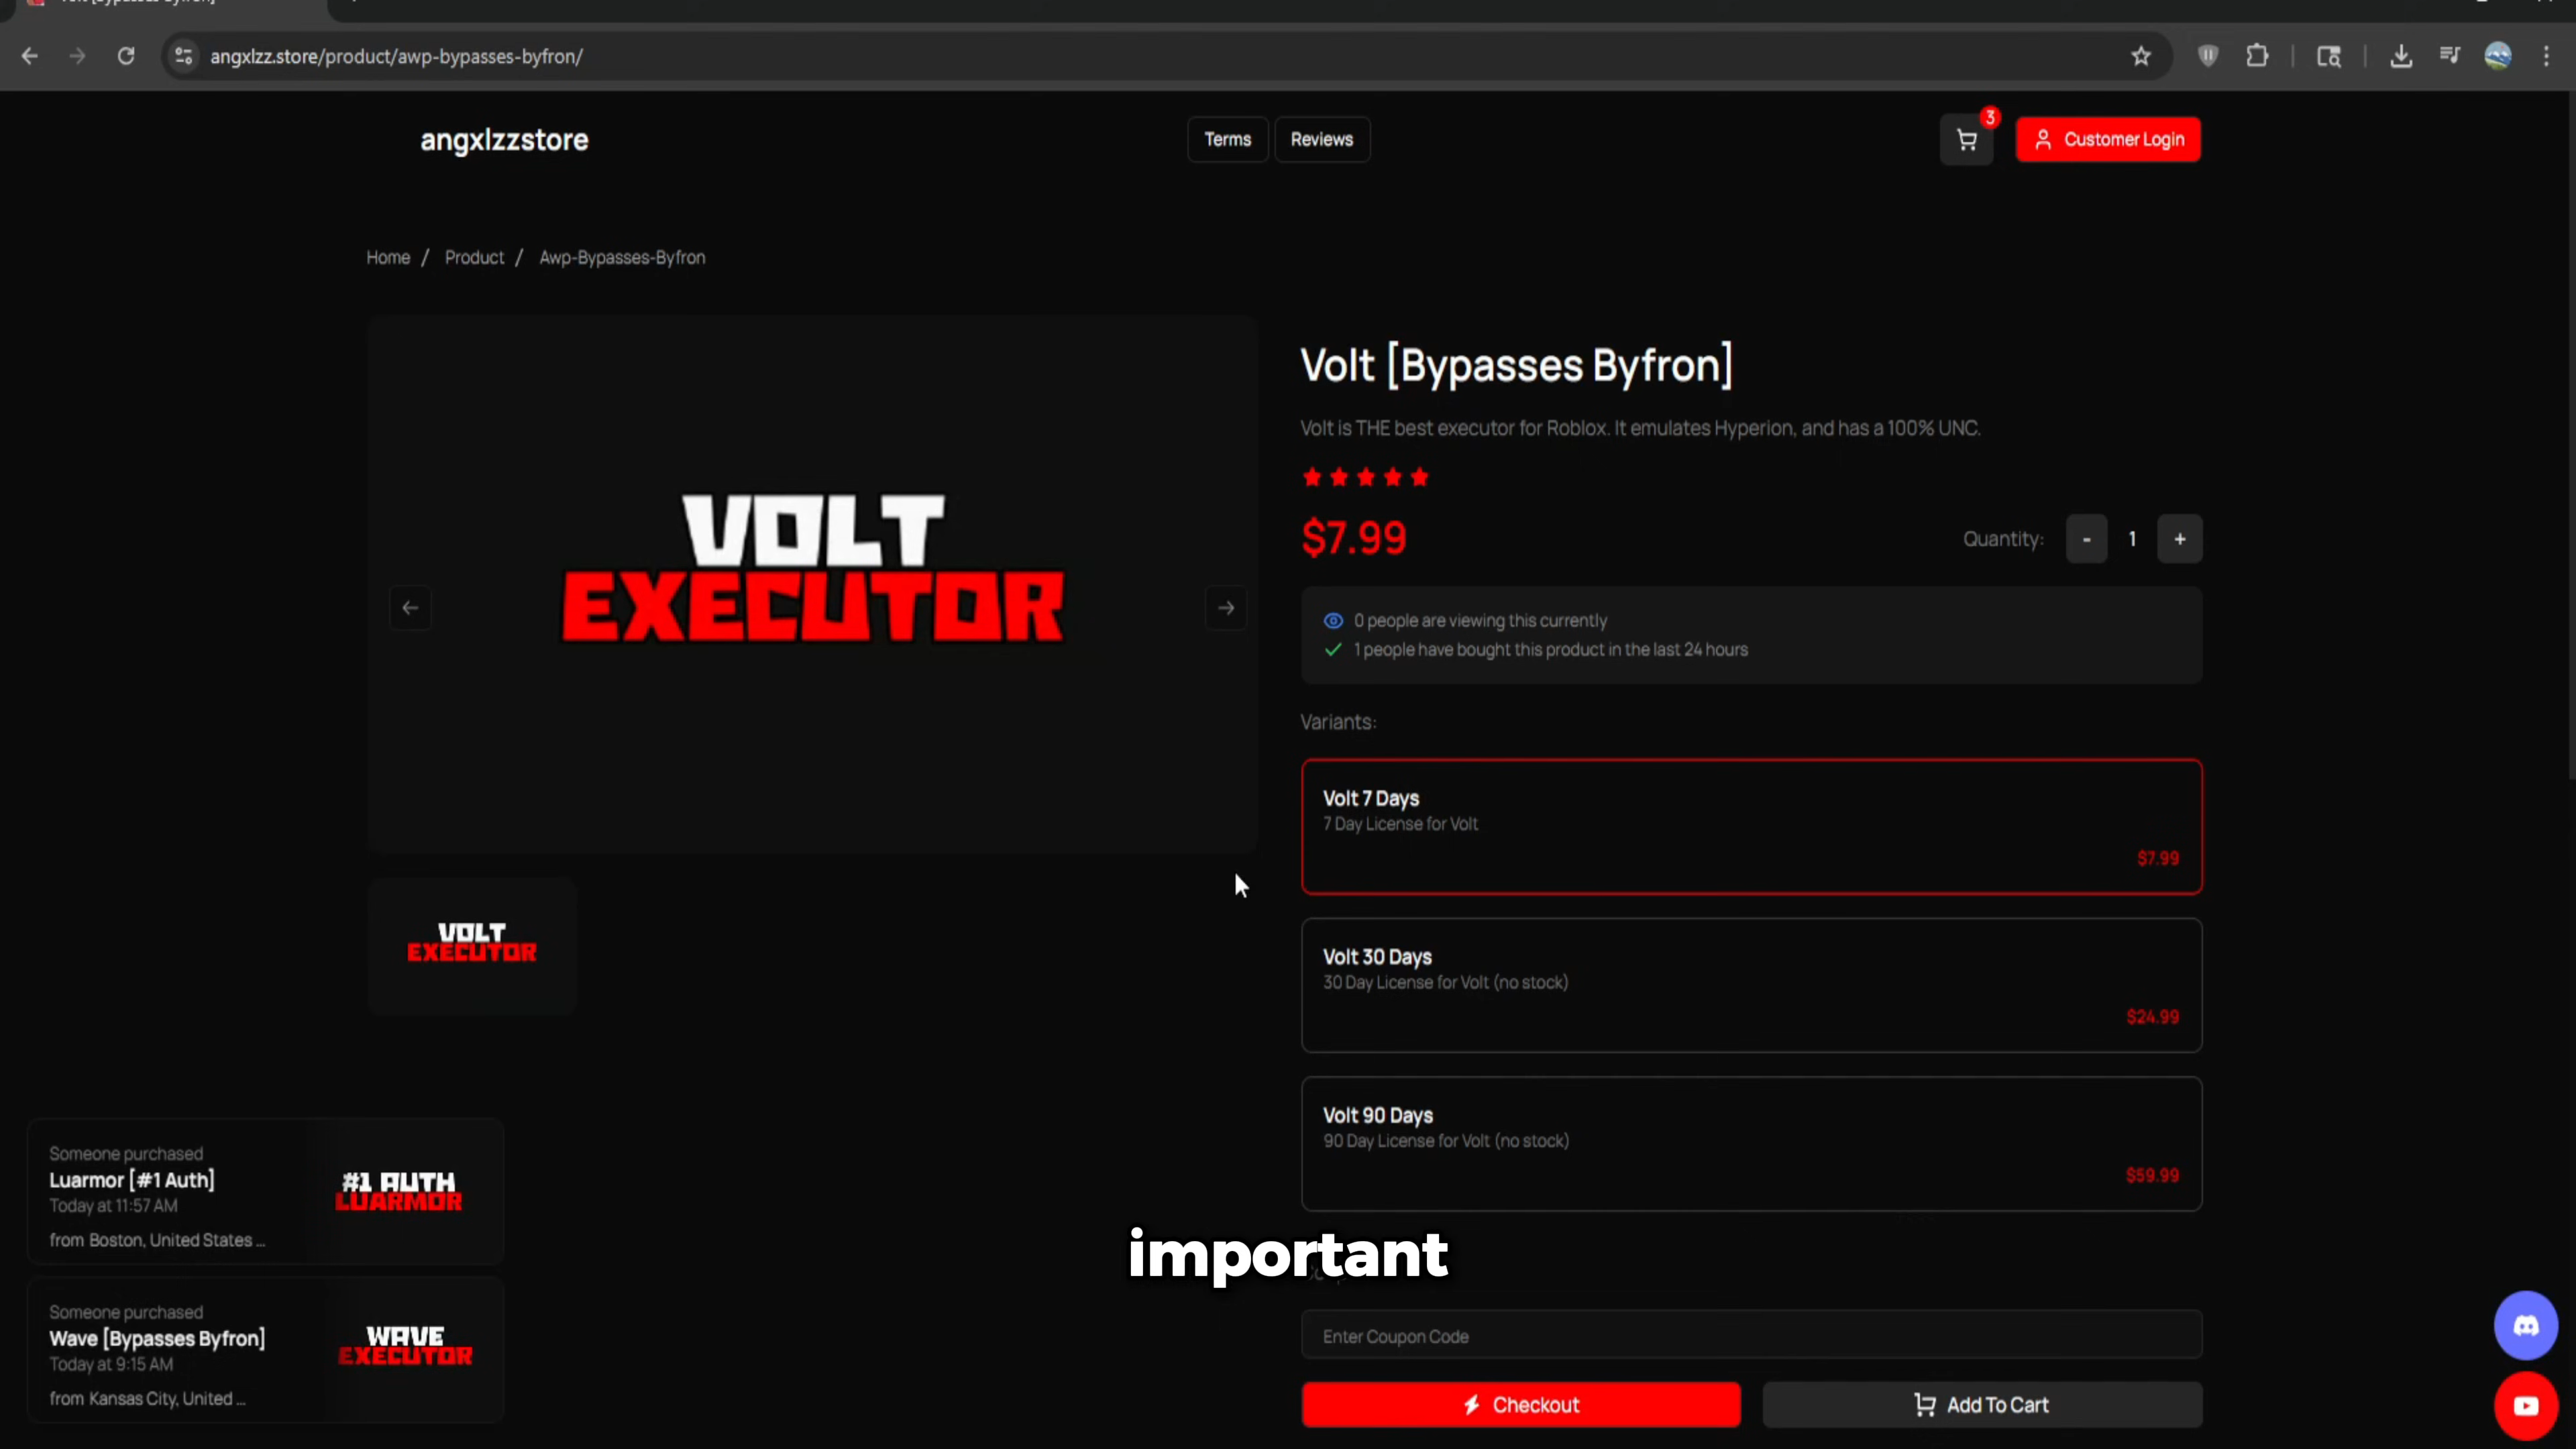 Volt [Bypasses Byfron]
angxlzz.store/product/awp-bypasses-byfron/
angxlzzstore
Terms
Reviews
3
Customer Login
Home / Product / Awp-Bypasses-Byfron
VOLT
EXECUTOR
Volt [Bypasses Byfron]
Volt is THE best executor for Roblox. It emulates Hyperion, and has a 100% UNC.
$7.99
Quantity: - 1 +
0 people are viewing this currently
1 people have bought this product in the last 24 hours
Variants:
Volt 7 Days
7 Day License for Volt
$7.99
Volt 30 Days
30 Day License for Volt (no stock)
$24.99
Volt 90 Days
90 Day License for Volt (no stock)
$59.99
VOLT
EXECUTOR
Someone purchased
Luarmor [#1 Auth]
Today at 11:57 AM
from Boston, United States ...
#1 AUTH
LUARMOR
Someone purchased
Wave [Bypasses Byfron]
Today at 9:15 AM
from Kansas City, United ...
WAVE
EXECUTOR
important
Enter Coupon Code
Checkout
Add To Cart